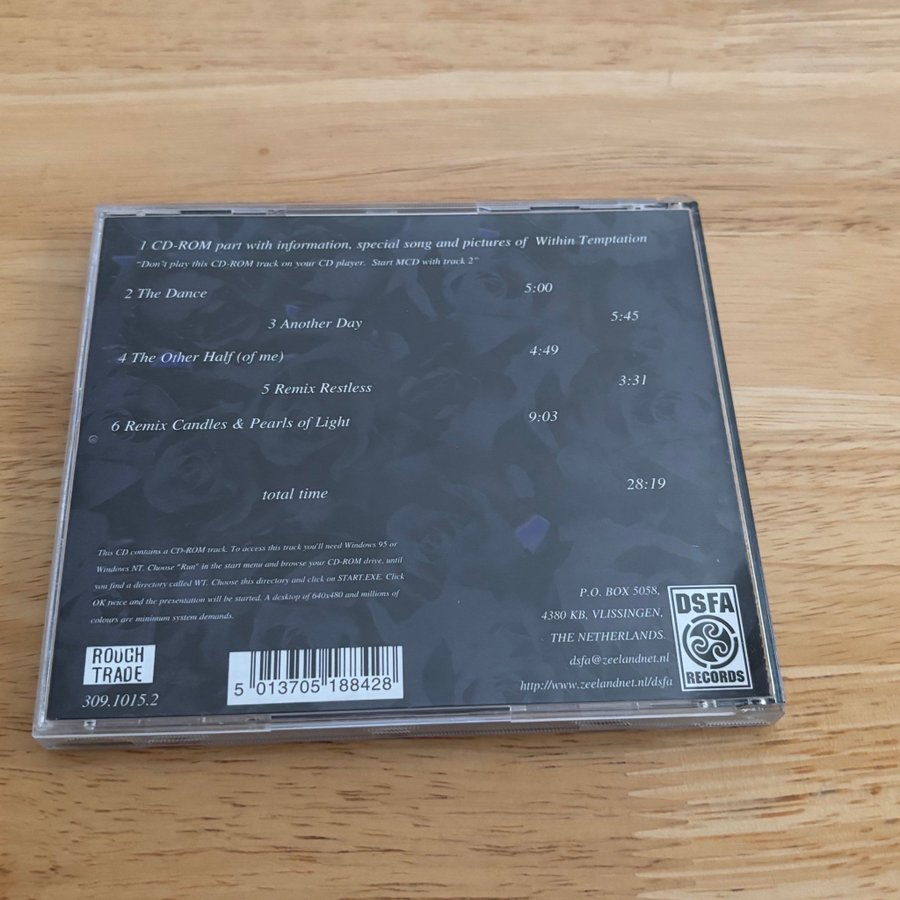 1 CD-ROM part with information, special song and pictures of Within Temptation
"Don't play this CD-ROM track on your CD player. Start MCD with track 2"
2 The Dance 5:00
3 Another Day 5:45
4 The Other Half (of me) 4:49
5 Remix Restless 3:31
6 Remix Candles & Pearls of Light 9:03
total time 28:19
This CD contains a CD-ROM track. To access this track you'll need Windows 95 or
Windows NT. Choose "Run" in the start menu and browse your CD-ROM drive, until
you find a directory called WT. Choose this directory and click on START.EXE. Click
OK twice and the presentation will be started. A desktop of 640x480 and millions of
colours are minimum system demands.
ROUGH
TRADE
309.1015.2
5 013705 188428
P.O. BOX 5058,
4380 KB, VLISSINGEN,
THE NETHERLANDS.
dsfa@zeelandnet.nl
http://www.zeelandnet.nl/dsfa
DSFA
RECORDS